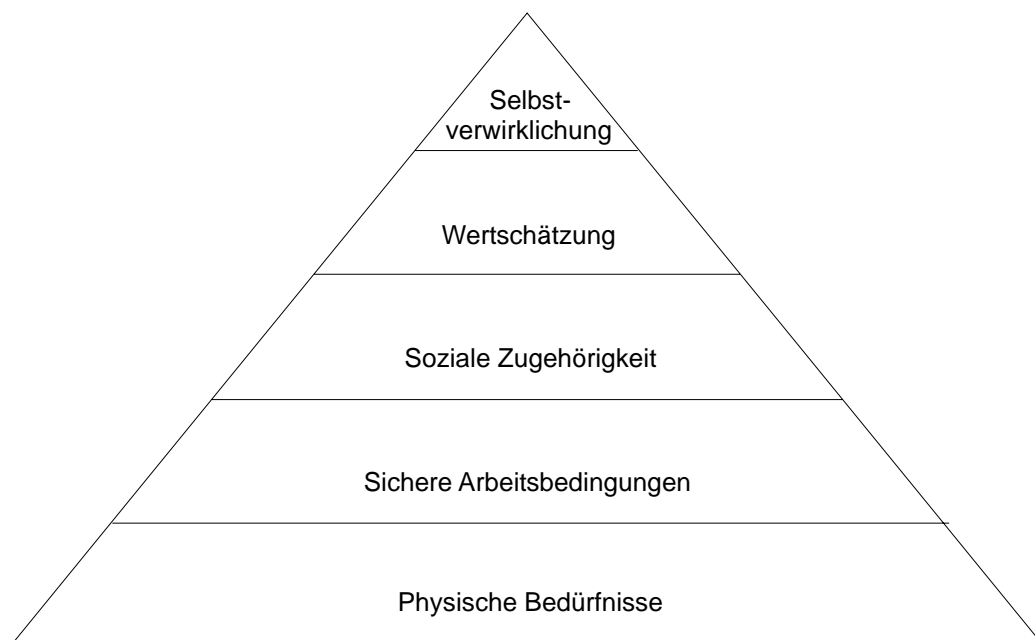 Selbst-
verwirklichung
Wertschätzung
Soziale Zugehörigkeit
Sichere Arbeitsbedingungen
Physische Bedürfnisse